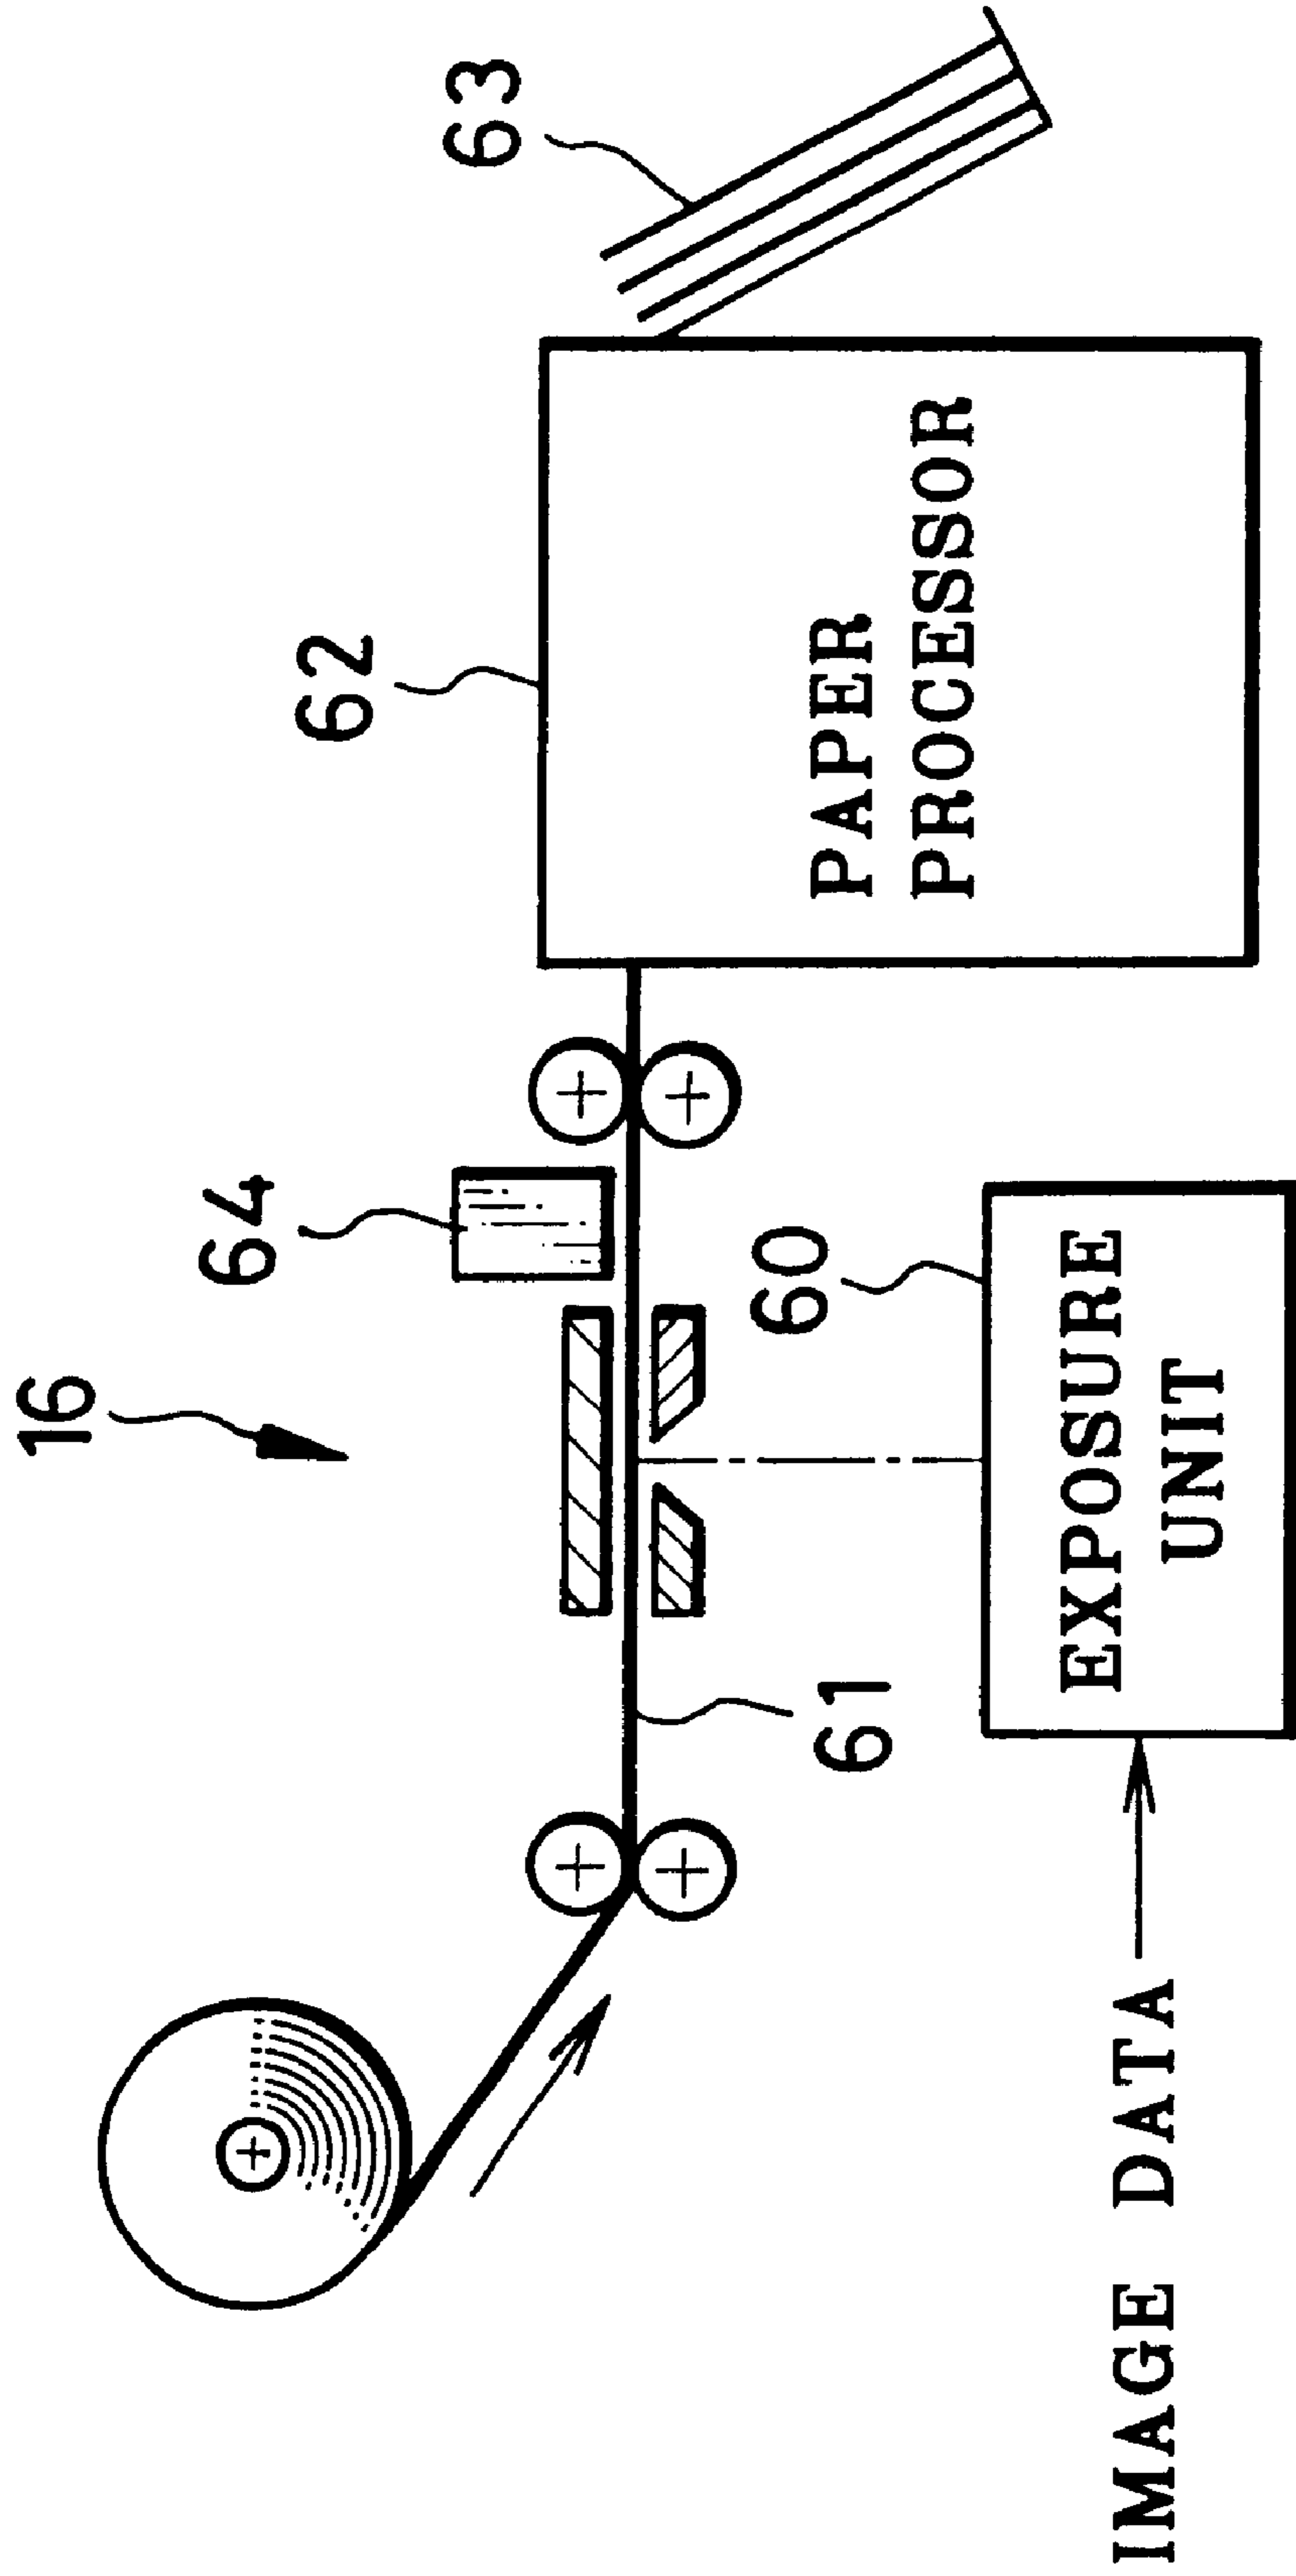 16
64
62
63
60
61
PAPER
PROCESSOR
EXPOSURE
UNIT
IMAGE DATA